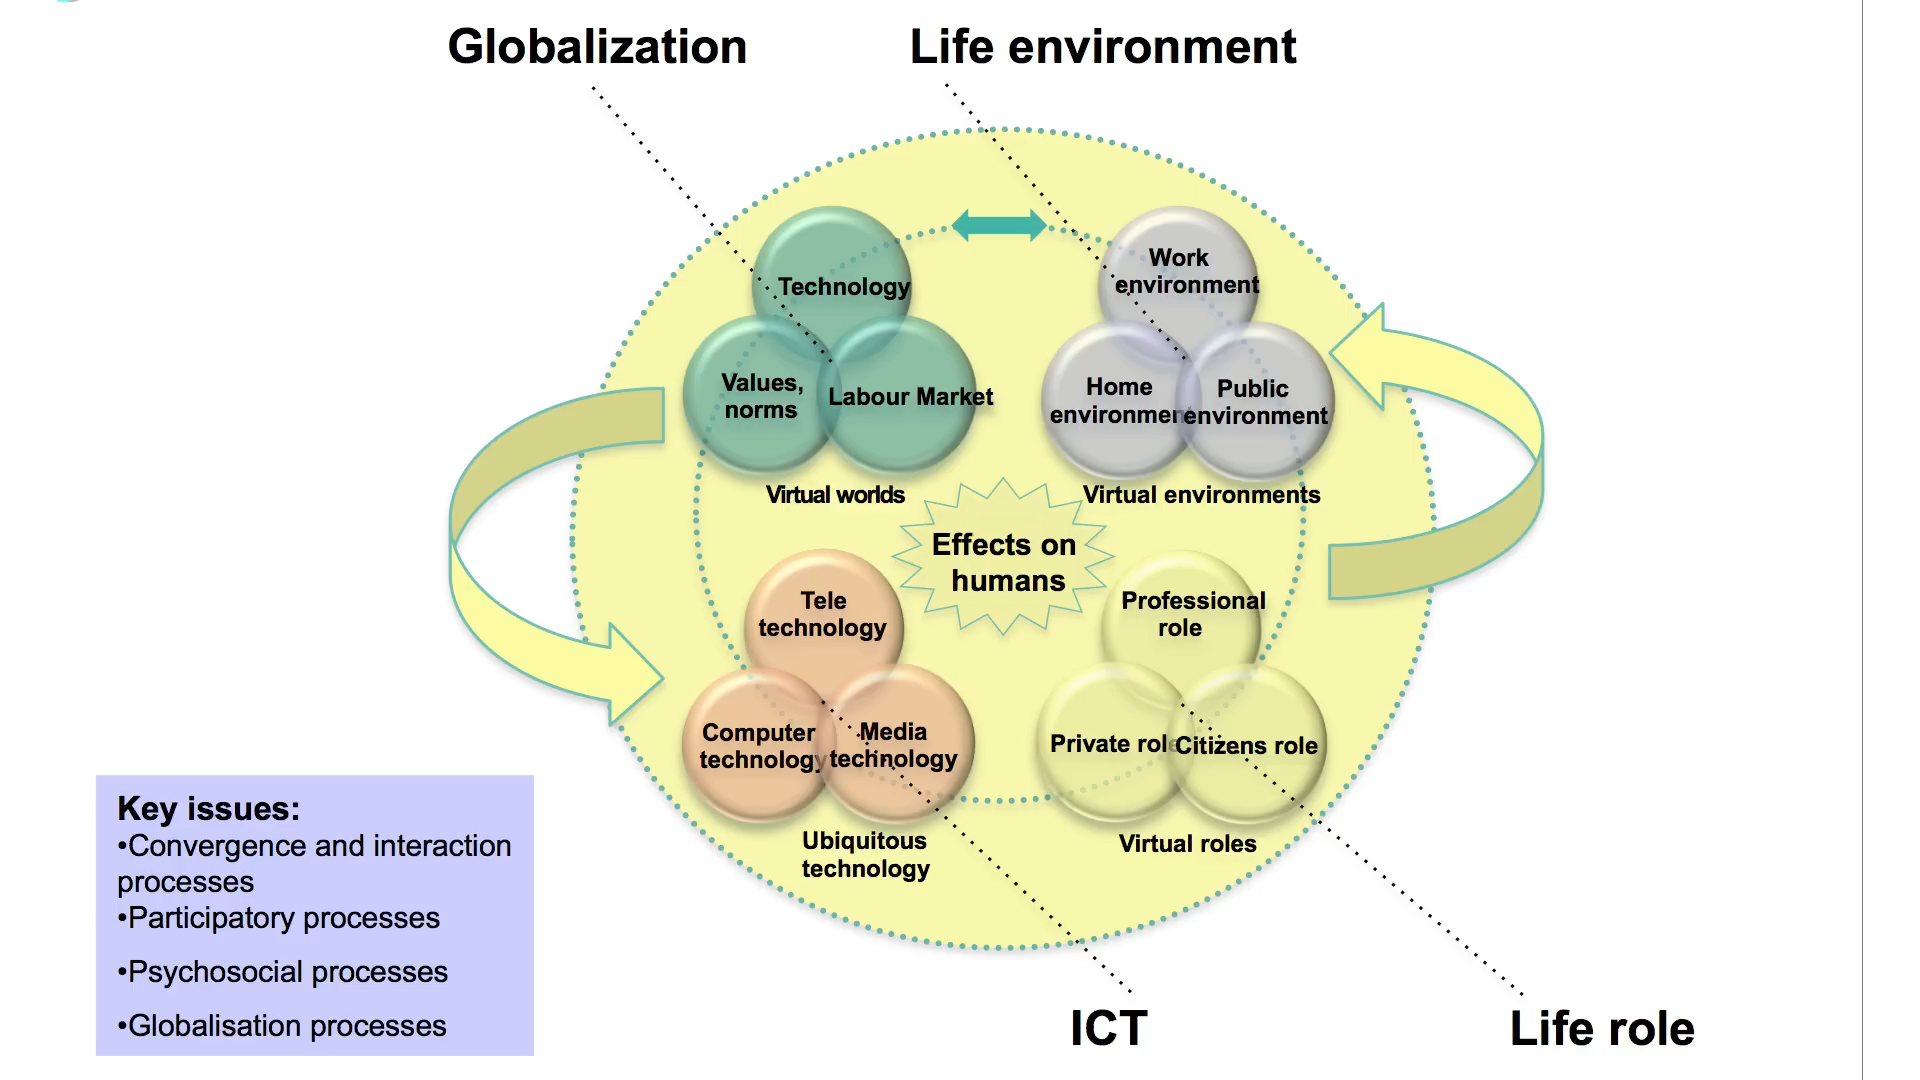 Globalization
Life environment
Technology
Values,
norms
Labour Market
Virtual worlds
Work
environment
Home
environmen
Public
environment
Virtual environments
Effects on
humans
Tele
technology
Computer
technology
Media
technology
Ubiquitous
technology
Professional
role
Private role
Citizens role
Virtual roles
Key issues:
•Convergence and interaction
processes
•Participatory processes
•Psychosocial processes
•Globalisation processes
ICT
Life role